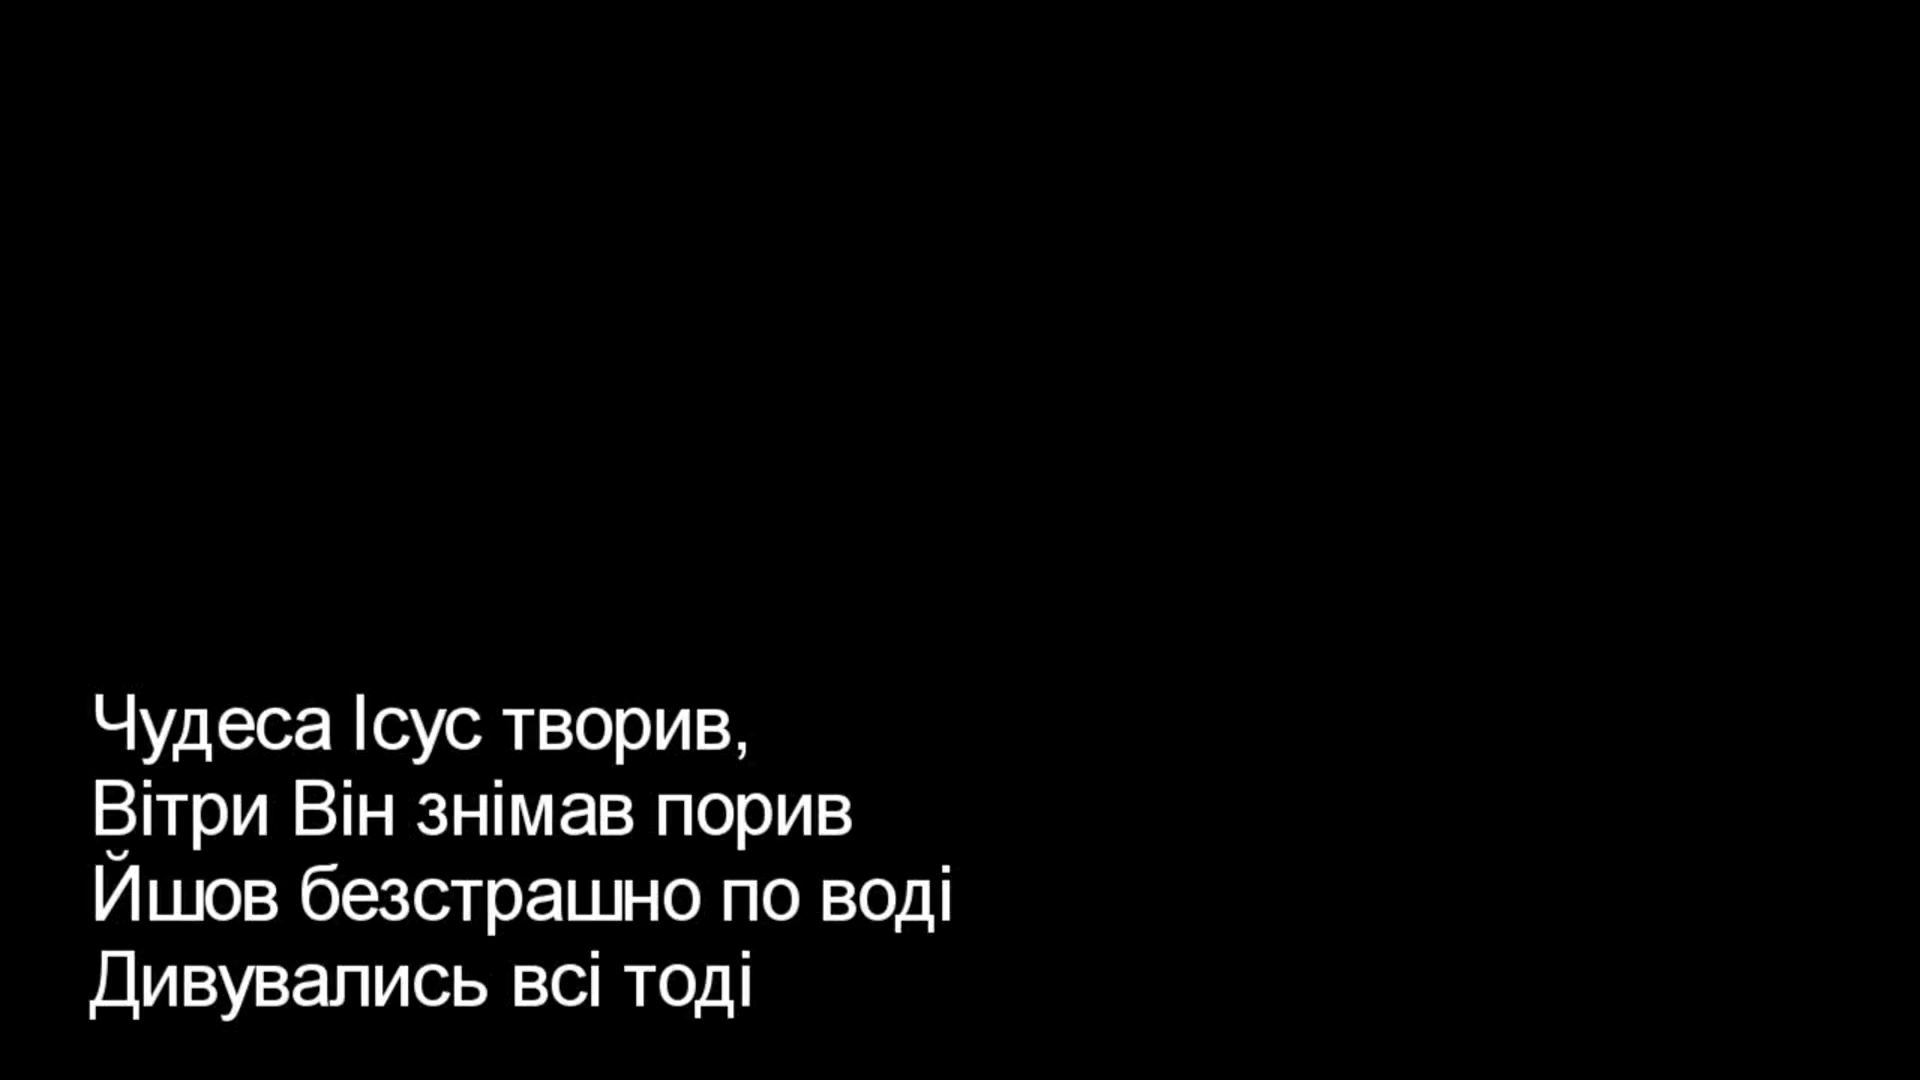 Чудеса Ісус творив,
Вітри Він знімав порив
Йшов безстрашно по воді
Дивувались всі тоді